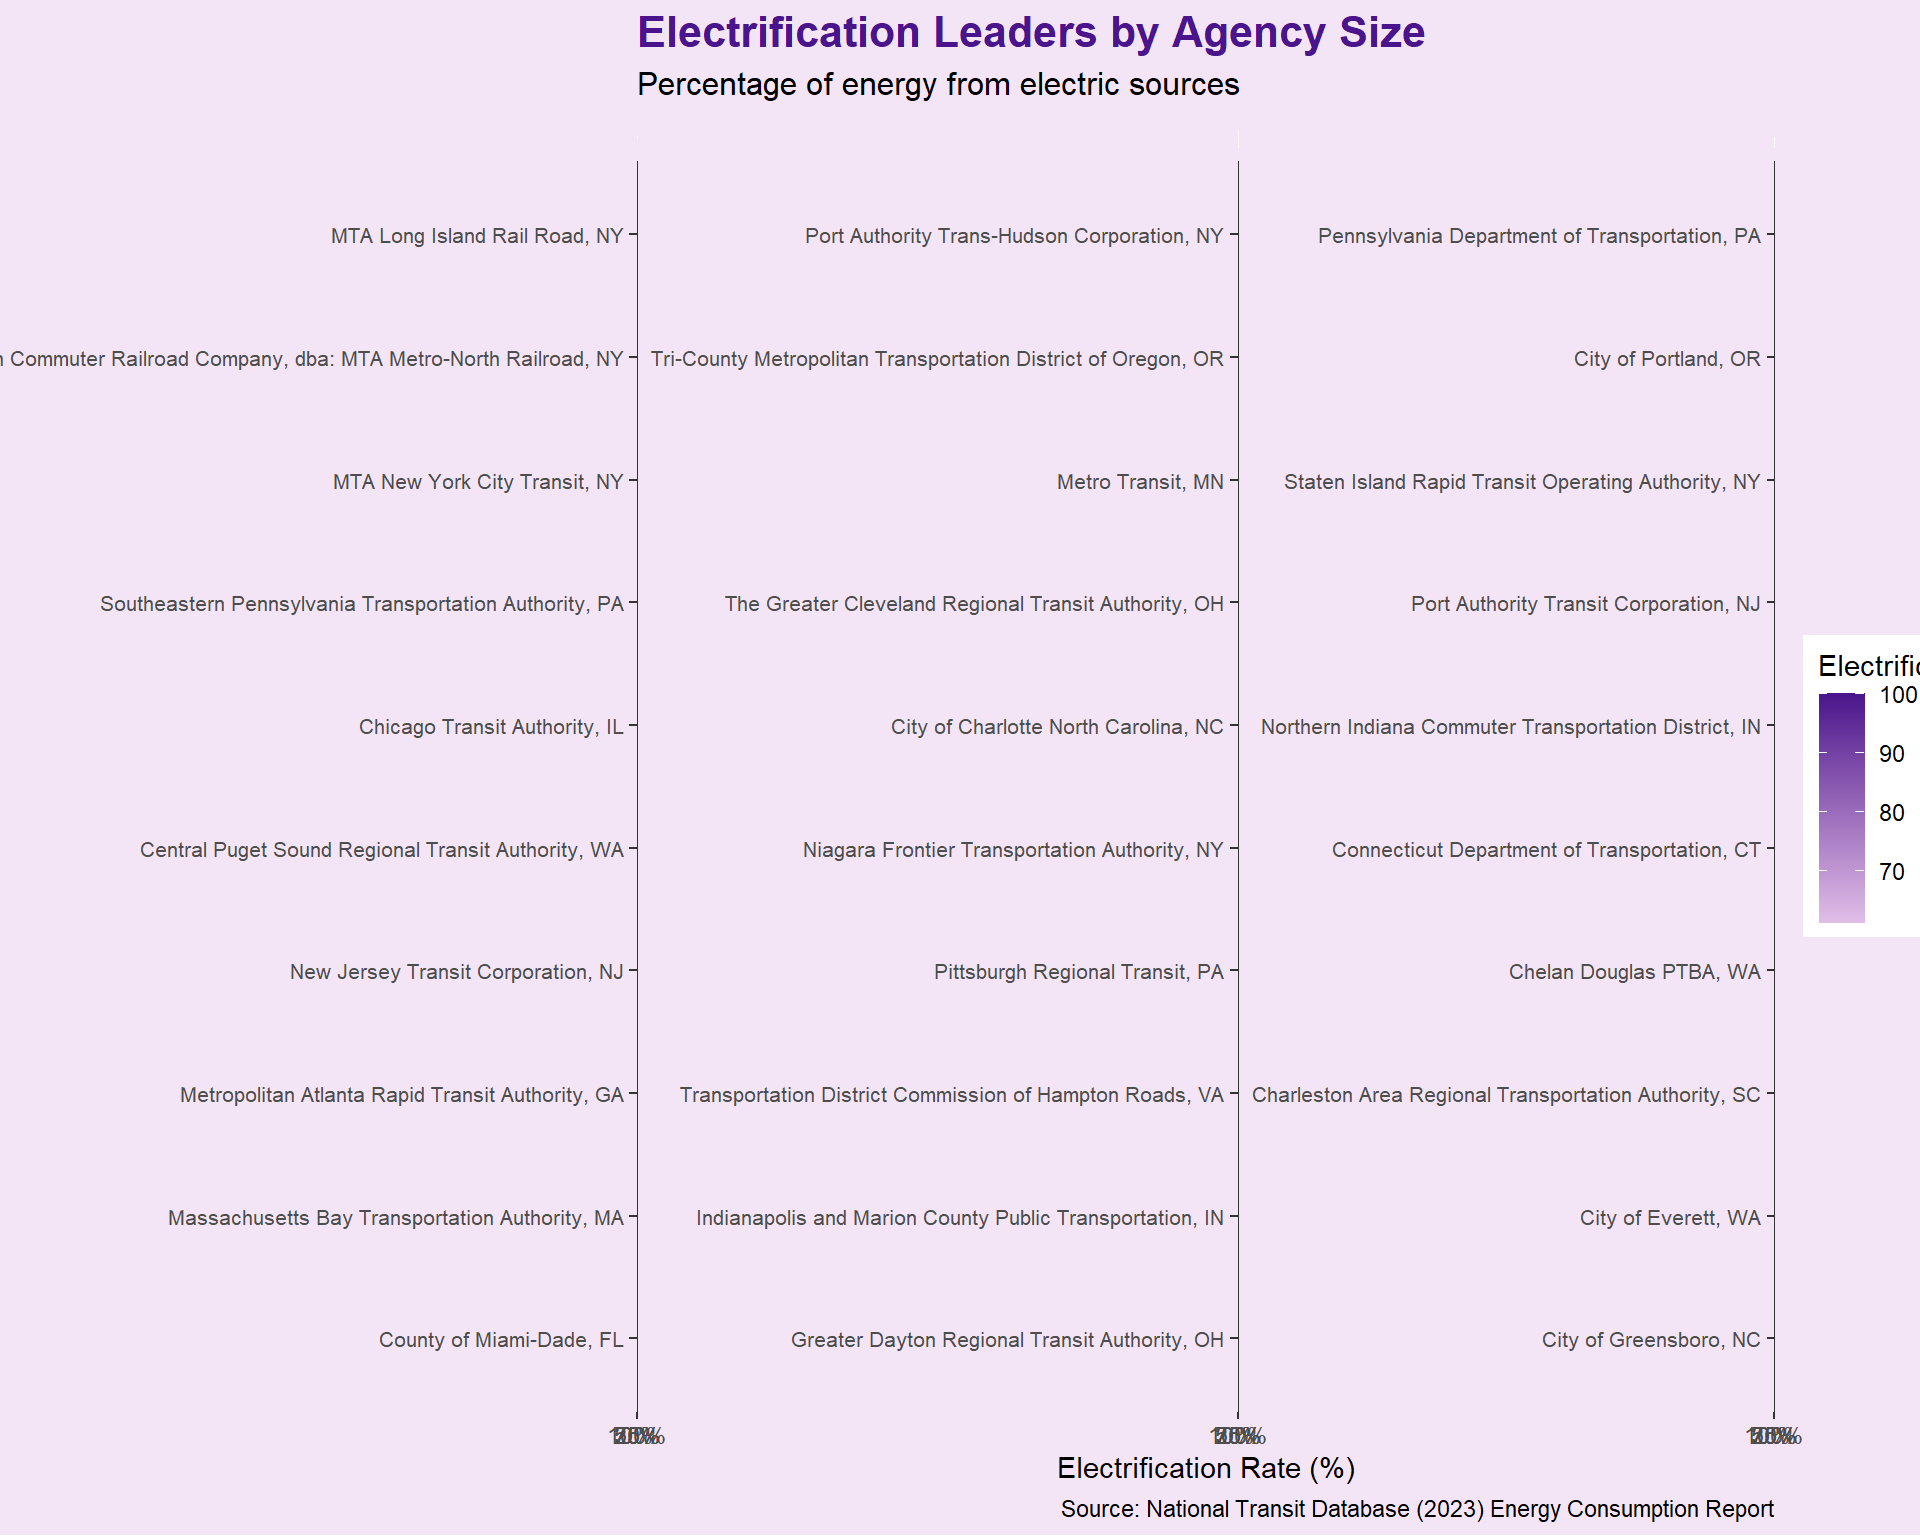 Electrification Leaders by Agency Size
Percentage of energy from electric sources
MTA Long Island Rail Road, NY
Commuter Railroad Company, dba: MTA Metro-North Railroad, NY
MTA New York City Transit, NY
Southeastern Pennsylvania Transportation Authority, PA
Chicago Transit Authority, IL
Central Puget Sound Regional Transit Authority, WA
New Jersey Transit Corporation, NJ
Metropolitan Atlanta Rapid Transit Authority, GA
Massachusetts Bay Transportation Authority, MA
County of Miami-Dade, FL
Port Authority Trans-Hudson Corporation, NY
Tri-County Metropolitan Transportation District of Oregon, OR
Metro Transit, MN
The Greater Cleveland Regional Transit Authority, OH
City of Charlotte North Carolina, NC
Niagara Frontier Transportation Authority, NY
Pittsburgh Regional Transit, PA
Transportation District Commission of Hampton Roads, VA
Indianapolis and Marion County Public Transportation, IN
Greater Dayton Regional Transit Authority, OH
Pennsylvania Department of Transportation, PA
City of Portland, OR
Staten Island Rapid Transit Operating Authority, NY
Port Authority Transit Corporation, NJ
Northern Indiana Commuter Transportation District, IN
Connecticut Department of Transportation, CT
Chelan Douglas PTBA, WA
Charleston Area Regional Transportation Authority, SC
City of Everett, WA
City of Greensboro, NC
Electrific
100
90
80
70
Electrification Rate (%)
Source: National Transit Database (2023) Energy Consumption Report